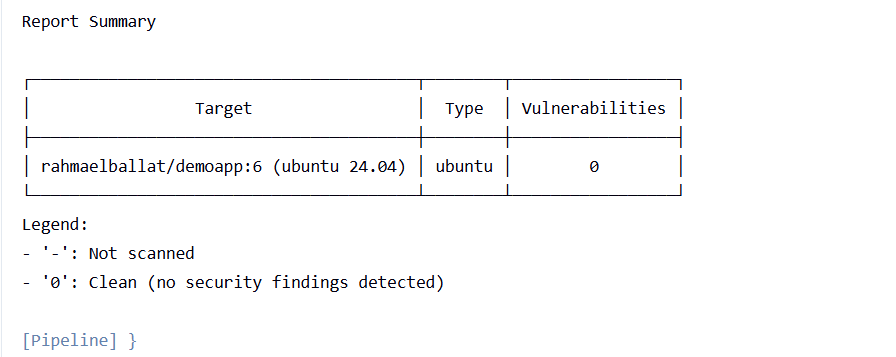 Report Summary
Target Type Vulnerabilities
rahmaelballat/demoapp:6 (ubuntu 24.04) ubuntu 0
Legend:
- '-': Not scanned
- '0': Clean (no security findings detected)
[Pipeline] }